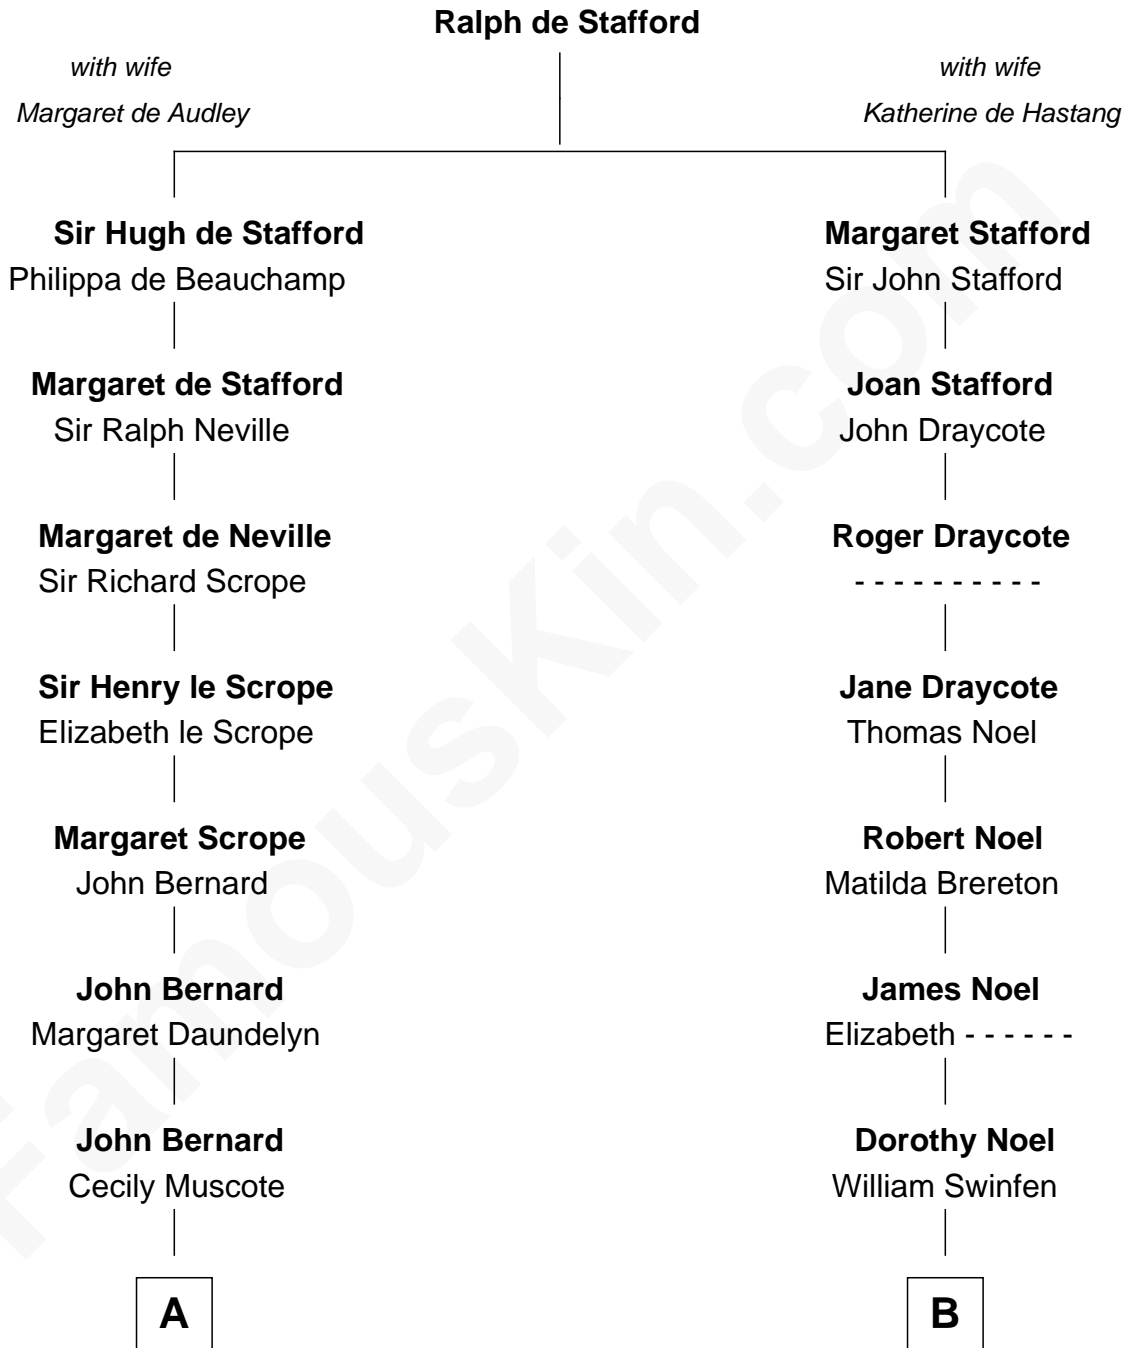 Ralph de Stafford
with wife
Margaret de Audley
with wife
Katherine de Hastang
Sir Hugh de Stafford
Philippa de Beauchamp
Margaret Stafford
Sir John Stafford
Margaret de Stafford
Sir Ralph Neville
Joan Stafford
John Draycote
Margaret de Neville
Sir Richard Scrope
Roger Draycote
- - - - - - - - - -
Sir Henry le Scrope
Elizabeth le Scrope
Jane Draycote
Thomas Noel
Margaret Scrope
John Bernard
Robert Noel
Matilda Brereton
John Bernard
Margaret Daundelyn
James Noel
Elizabeth - - - - - -
John Bernard
Cecily Muscote
Dorothy Noel
William Swinfen
A
B
FamousKin.com